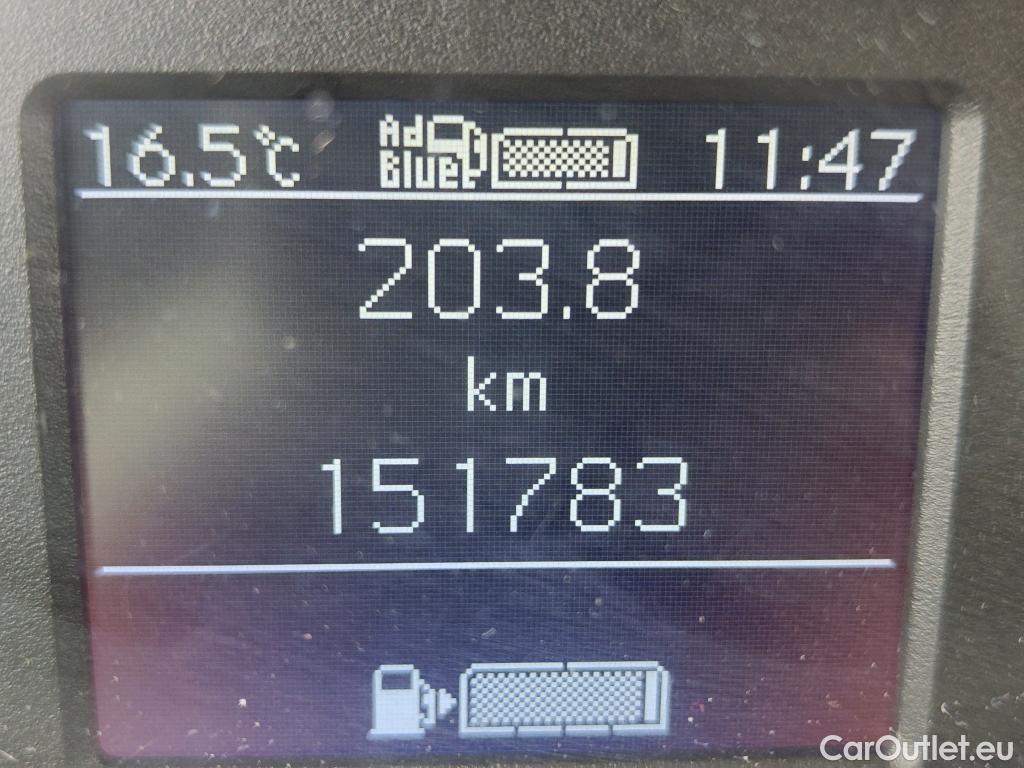 16.5°C Ad Blue 11:47
203.8
km
151783
CarOutlet.eu